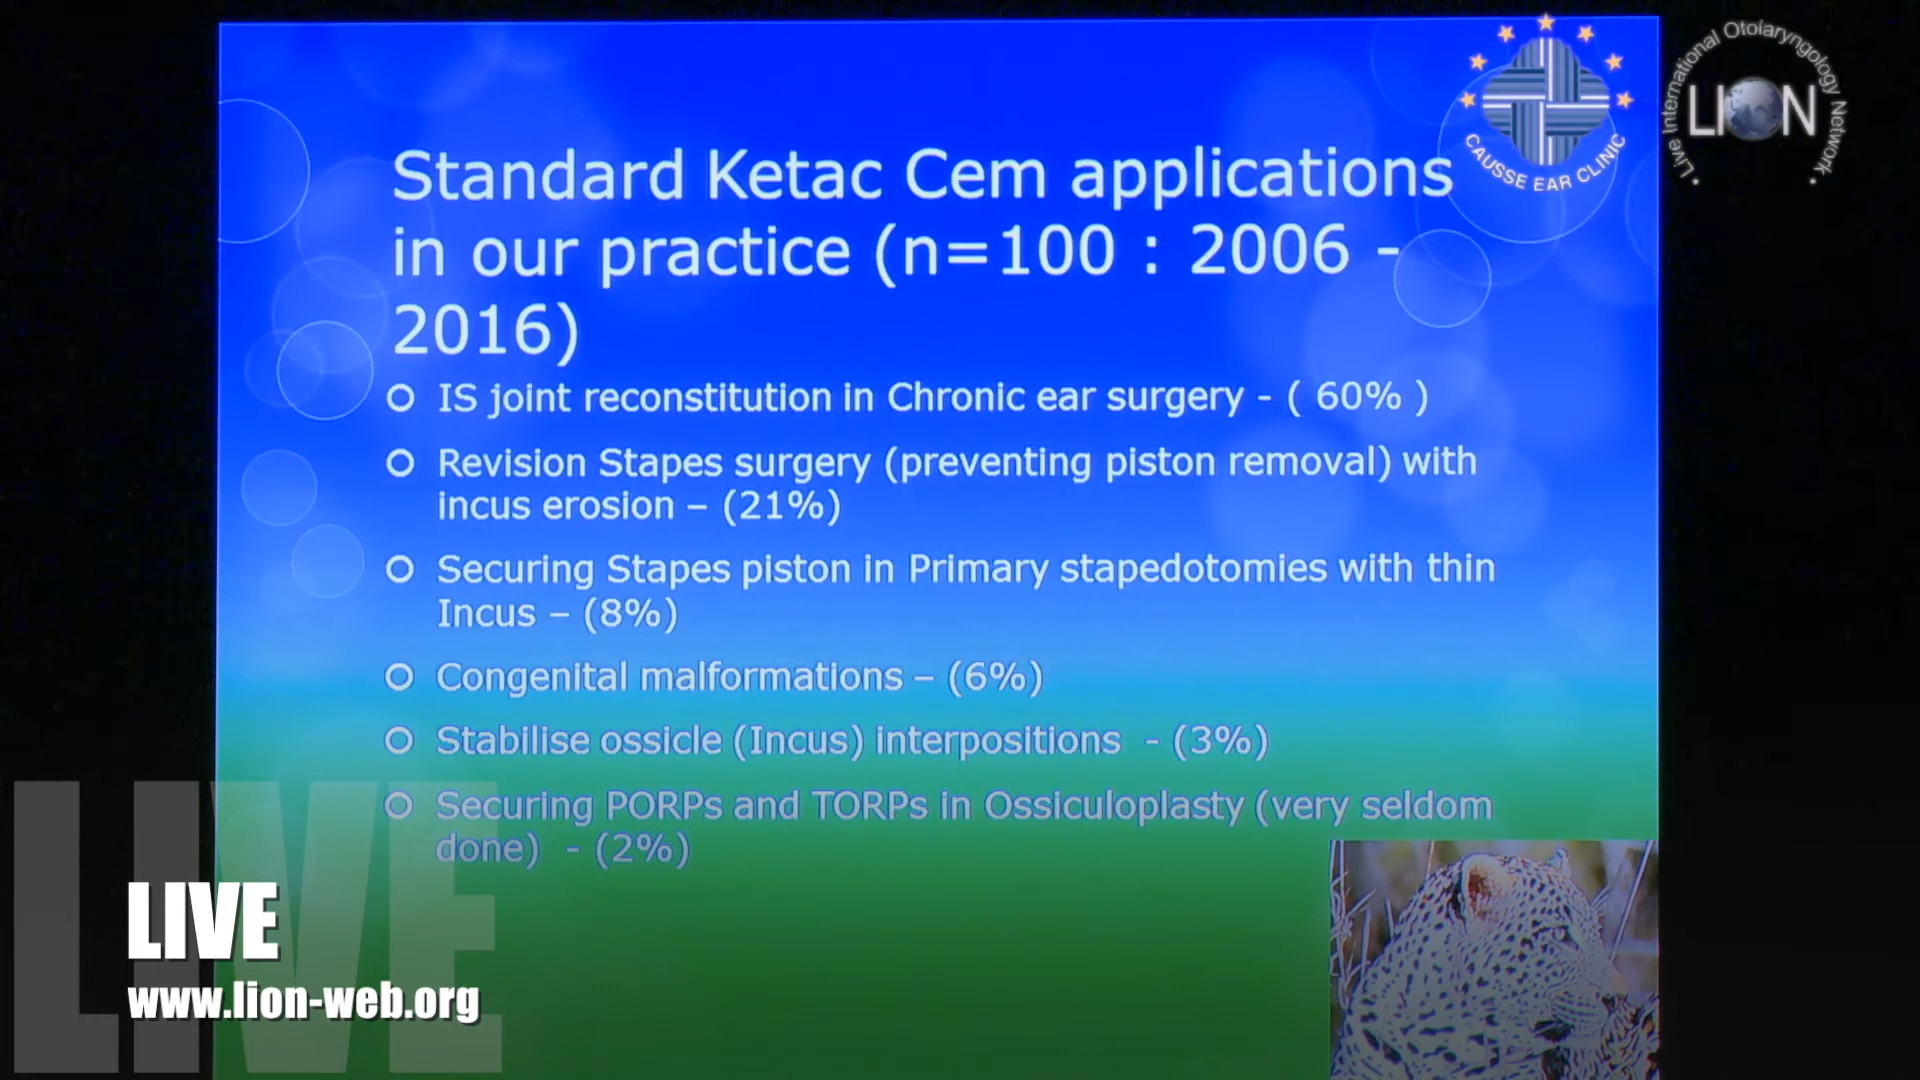 Standard Ketac Cem applications
in our practice (n=100 : 2006 -
2016)
IS joint reconstitution in Chronic ear surgery - ( 60% )
Revision Stapes surgery (preventing piston removal) with
incus erosion – (21%)
Securing Stapes piston in Primary stapedotomies with thin
Incus – (8%)
Congenital malformations – (6%)
Stabilise ossicle (Incus) interpositions - (3%)
Securing PORPs and TORPs in Ossiculoplasty (very seldom
done) - (2%)
CAUSSE EAR CLINIC
• Live International Otolaryngology Network •
LION
LIVE
LIVE
www.lion-web.org